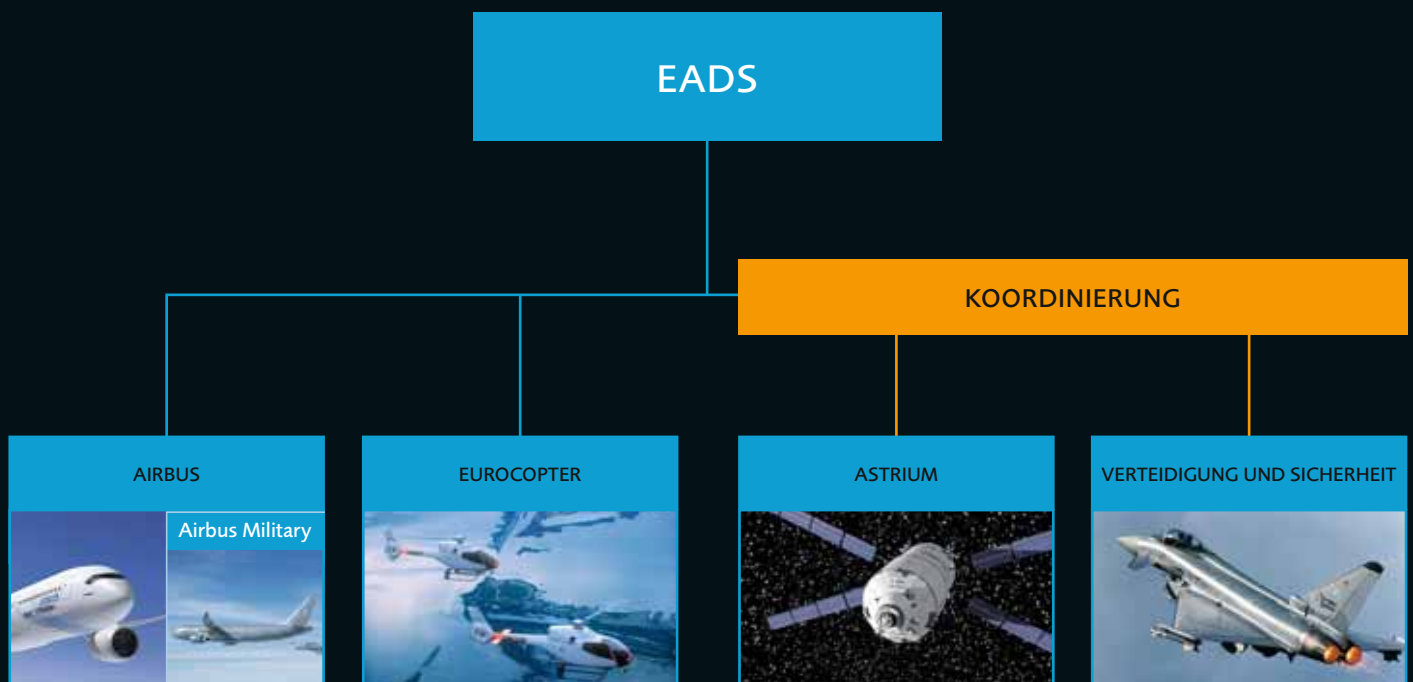 EADS
KOORDINIERUNG
AIRBUS
EUROCOPTER
ASTRIUM
VERTEIDIGUNG UND SICHERHEIT
Airbus Military